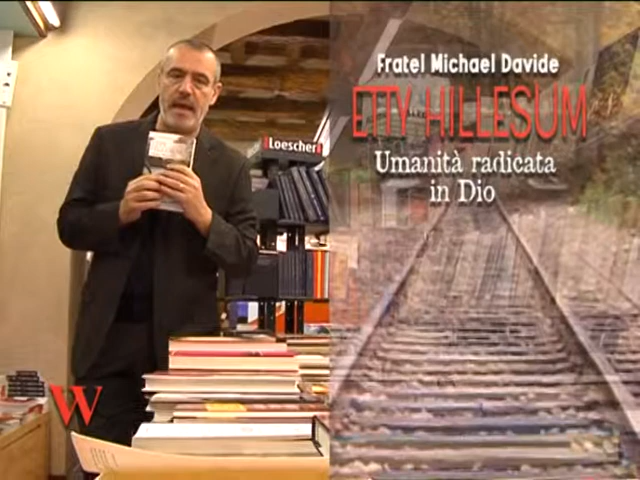 Fratel Michael Davide
ETTY HILLESUM
Umanità radicata
in Dio
Loescher
W